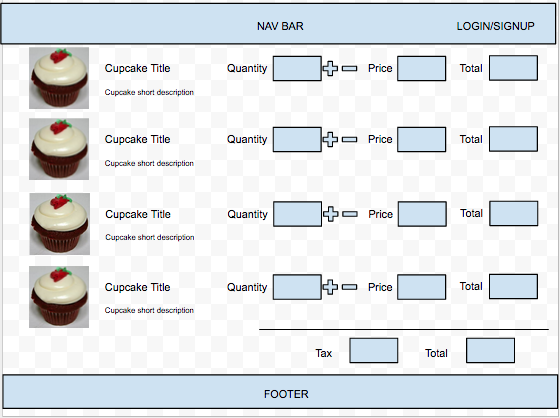 NAV BAR LOGIN/SIGNUP
Cupcake Title Quantity Price Total
Cupcake short description
Cupcake Title Quantity Price Total
Cupcake short description
Cupcake Title Quantity Price Total
Cupcake short description
Cupcake Title Quantity Price Total
Cupcake short description
Tax Total
FOOTER